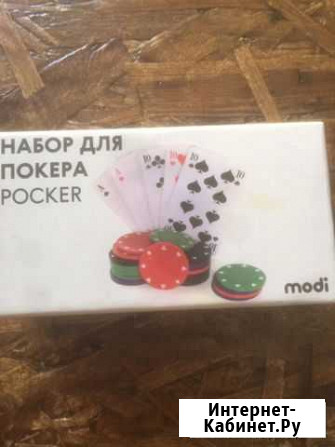 НАБОР ДЛЯ
ПОКЕРА
POCKER
modi
Интернет-
Кабинет.Ру